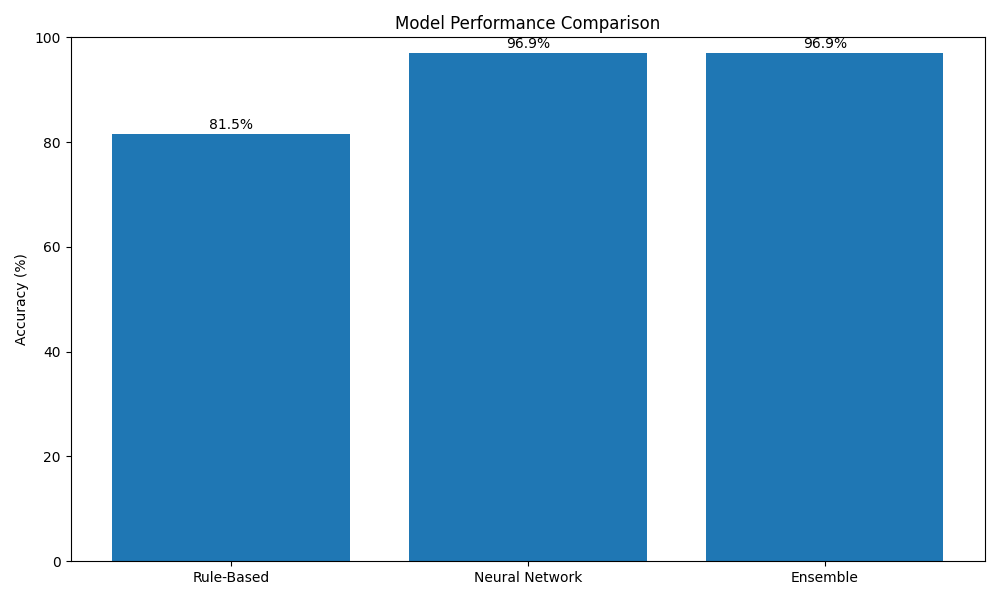 Model Performance Comparison
Accuracy (%)
100
80
60
40
20
0
81.5%
96.9%
96.9%
Rule-Based
Neural Network
Ensemble